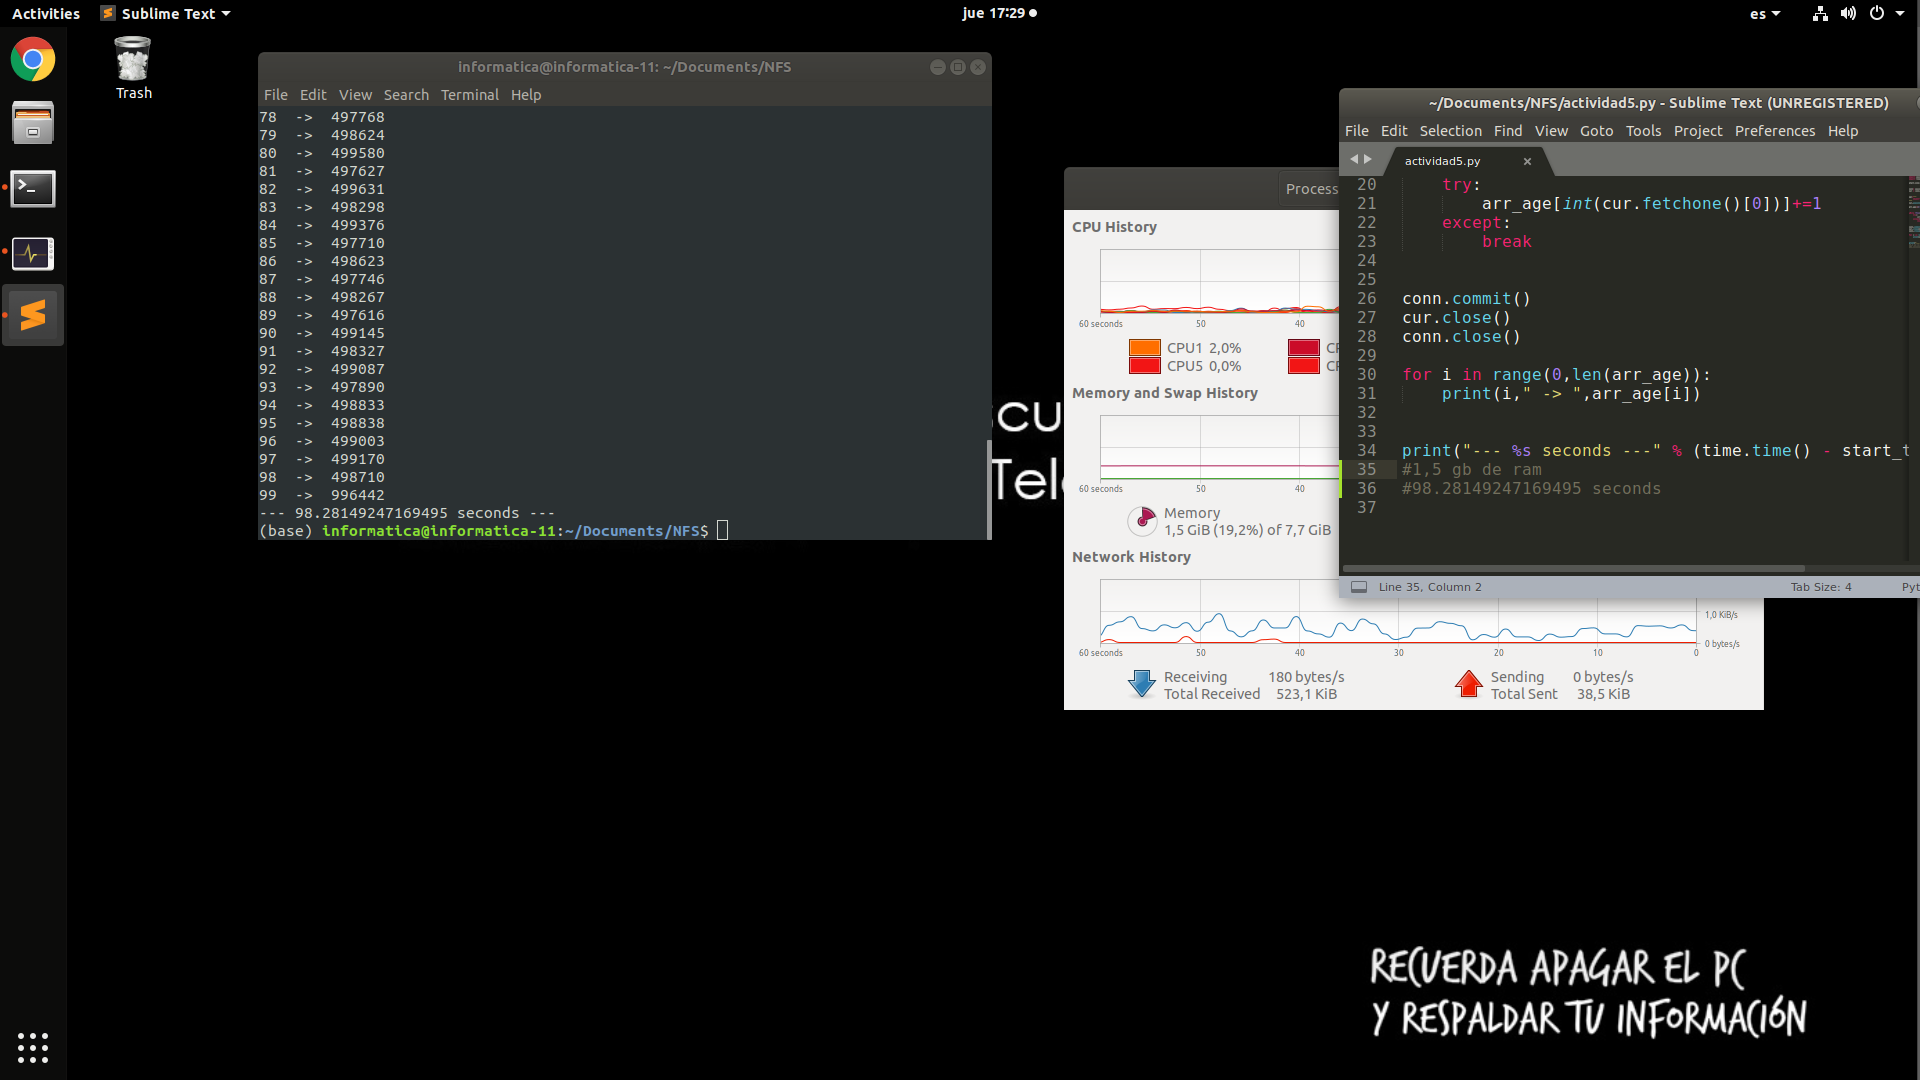 Activities
Sublime Text
jue 17:29
es
Trash
informatica@informatica-11: ~/Documents/NFS
File Edit View Search Terminal Help
78  ->  497768
79  ->  498624
80  ->  499580
81  ->  497627
82  ->  499631
83  ->  498298
84  ->  499376
85  ->  497710
86  ->  498623
87  ->  497746
88  ->  498267
89  ->  497616
90  ->  499145
91  ->  498327
92  ->  499087
93  ->  497890
94  ->  498833
95  ->  498838
96  ->  499003
97  ->  499170
98  ->  498710
99  ->  996442
--- 98.28149247169495 seconds ---
(base) informatica@informatica-11:~/Documents/NFS$
cu
Tel
Process
CPU History
60 seconds 50 40
CPU1 2,0%
CPU5 0,0%
Memory and Swap History
60 seconds 50 40
Memory
1,5 GiB (19,2%) of 7,7 GiB
Network History
1,0 KiB/s
0 bytes/s
60 seconds 50 40 30 20 10 0
Receiving 180 bytes/s
Total Received 523,1 KiB
Sending 0 bytes/s
Total Sent 38,5 KiB
~/Documents/NFS/actividad5.py - Sublime Text (UNREGISTERED)
File Edit Selection Find View Goto Tools Project Preferences Help
actividad5.py
20 try:
21 arr_age[int(cur.fetchone()[0])]+=1
22 except:
23 break
24
25
26 conn.commit()
27 cur.close()
28 conn.close()
29
30 for i in range(0,len(arr_age)):
31 print(i," -> ",arr_age[i])
32
33
34 print("--- %s seconds ---" % (time.time() - start_t
35 #1,5 gb de ram
36 #98.28149247169495 seconds
37
Line 35, Column 2
Tab Size: 4
Pyt
RECUERDA APAGAR EL PC
Y RESPALDAR TU INFORMACIÓN